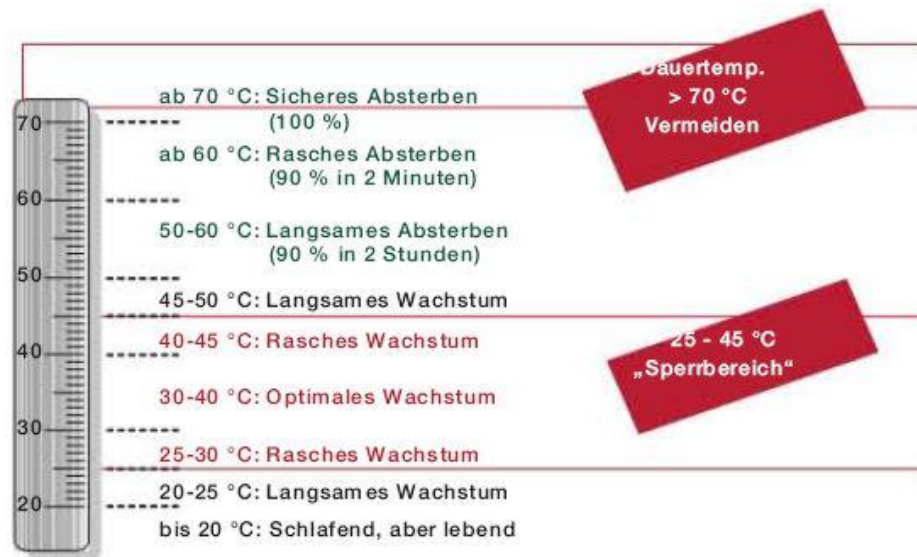 Dauertemp.
> 70 °C
Vermeiden
ab 70 °C: Sicheres Absterben
(100 %)
ab 60 °C: Rasches Absterben
(90 % in 2 Minuten)
50-60 °C: Langsames Absterben
(90 % in 2 Stunden)
45-50 °C: Langsames Wachstum
40-45 °C: Rasches Wachstum
30-40 °C: Optimales Wachstum
25-30 °C: Rasches Wachstum
20-25 °C: Langsames Wachstum
bis 20 °C: Schlafend, aber lebend
25 - 45 °C
„Sperrbereich“
70
60
50
40
30
20